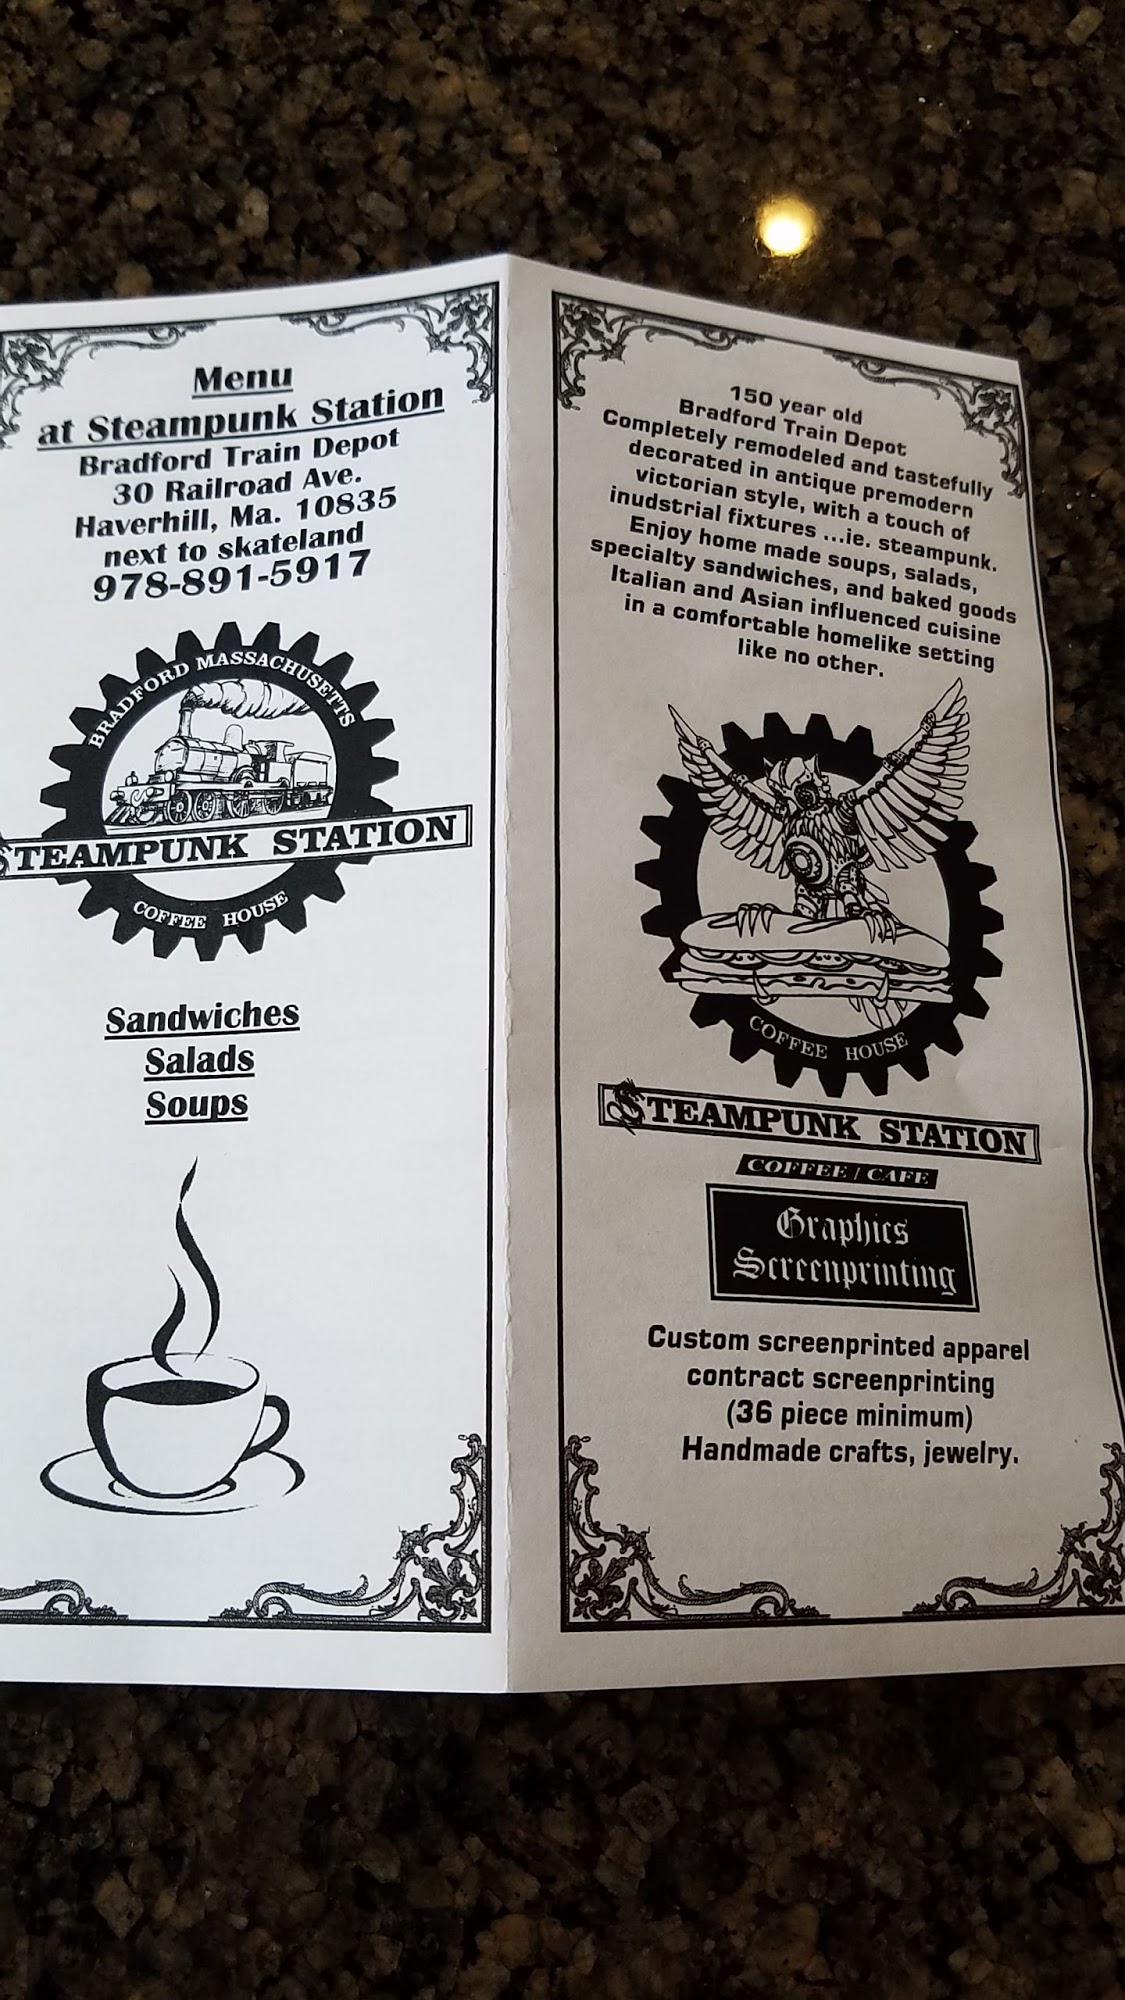 Menu
at Steampunk Station
Bradford Train Depot
30 Railroad Ave.
Haverhill, Ma. 10835
next to skateland
978-891-5917
BRADFORD MASSACHUSETTS
STEAMPUNK STATION
COFFEE HOUSE
Sandwiches
Salads
Soups
150 year old
Bradford Train Depot
Completely remodeled and tastefully
decorated in antique premodern
victorian style, with a touch of
inudstrial fixtures ...ie. steampunk.
Enjoy home made soups, salads,
specialty sandwiches, and baked goods
Italian and Asian influenced cuisine
in a comfortable homelike setting
like no other.
COFFEE HOUSE
STEAMPUNK STATION
COFFEE / CAFE
Graphics
Screenprinting
Custom screenprinted apparel
contract screenprinting
(36 piece minimum)
Handmade crafts, jewelry.